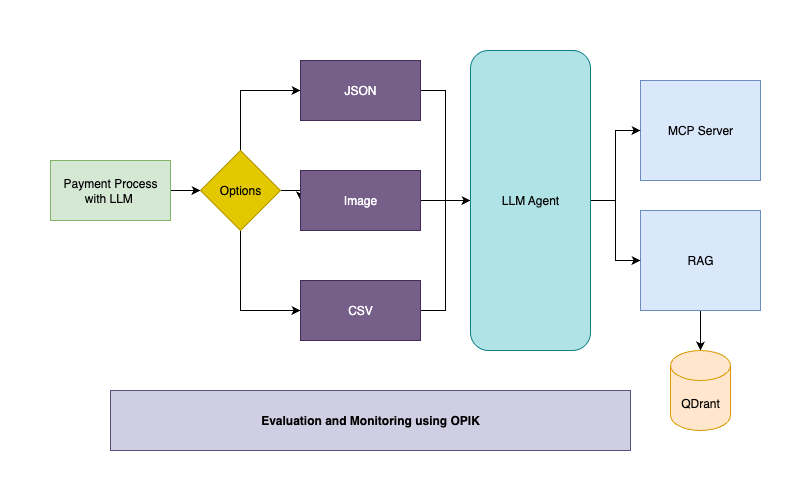 JSON
MCP Server
Payment Process
with LLM
Options
Image
LLM Agent
RAG
CSV
QDrant
Evaluation and Monitoring using OPIK